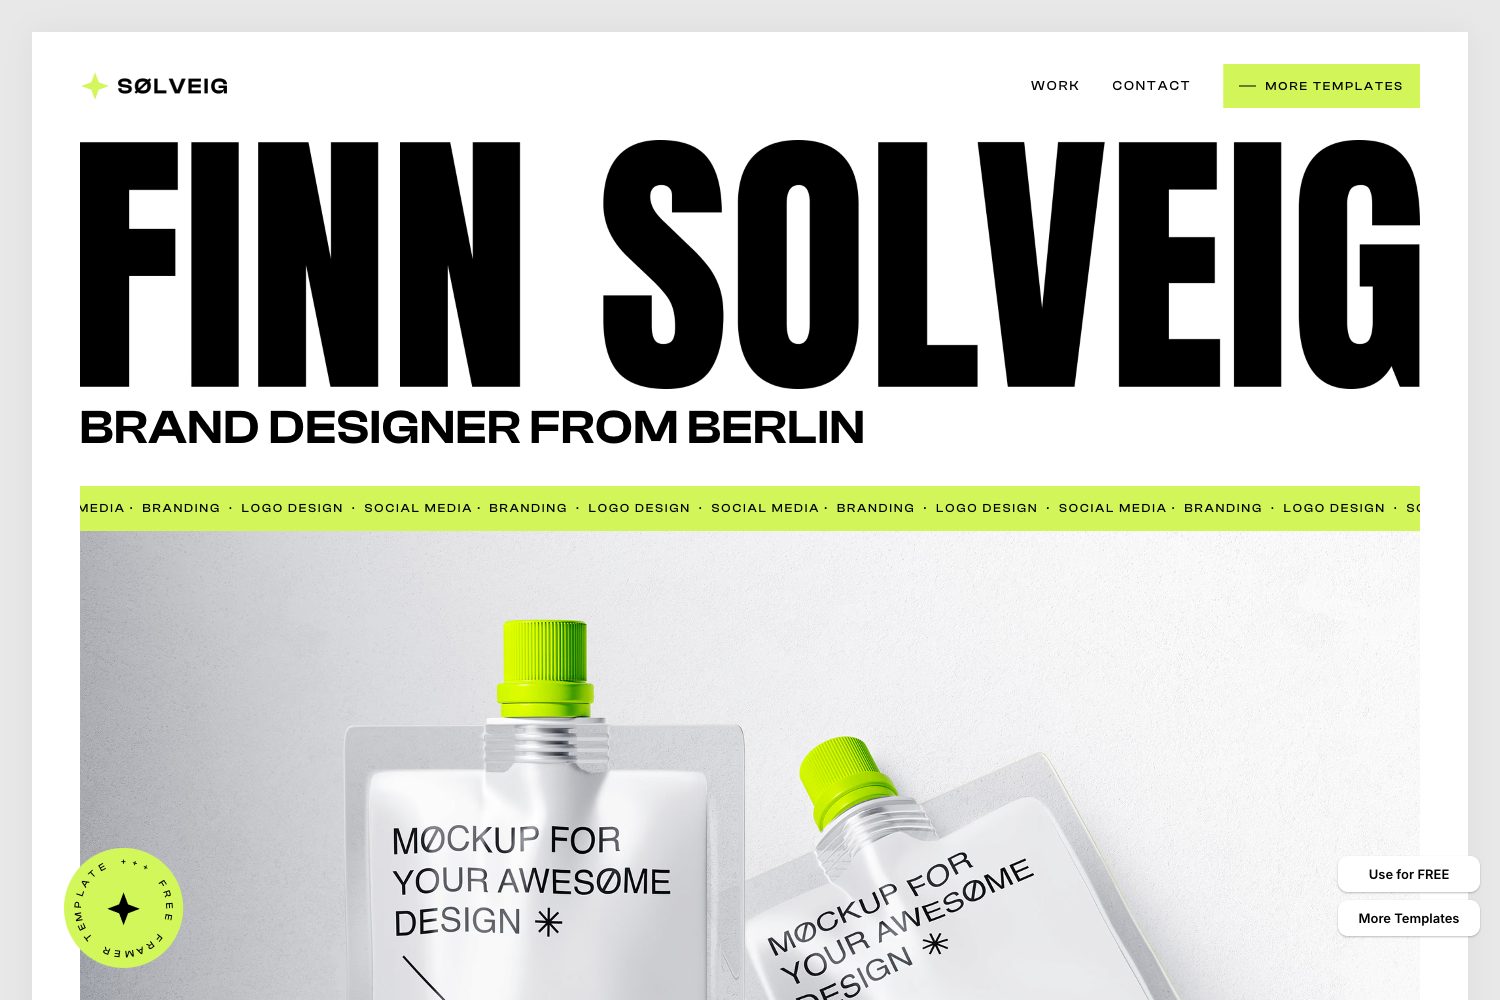 SØLVEIG
WORK CONTACT — MORE TEMPLATES
FINN SOLVEIG
BRAND DESIGNER FROM BERLIN
MEDIA · BRANDING · LOGO DESIGN · SOCIAL MEDIA · BRANDING · LOGO DESIGN · SOCIAL MEDIA · BRANDING · LOGO DESIGN · SOCIAL MEDIA · BRANDING · LOGO DESIGN ·
MØCKUP FOR
YOUR AWESØME
DESIGN ✳
MØCKUP FOR
YOUR AWESØME
DESIGN ✳
FREE FRAMER TEMPLATE +++
Use for FREE
More Templates